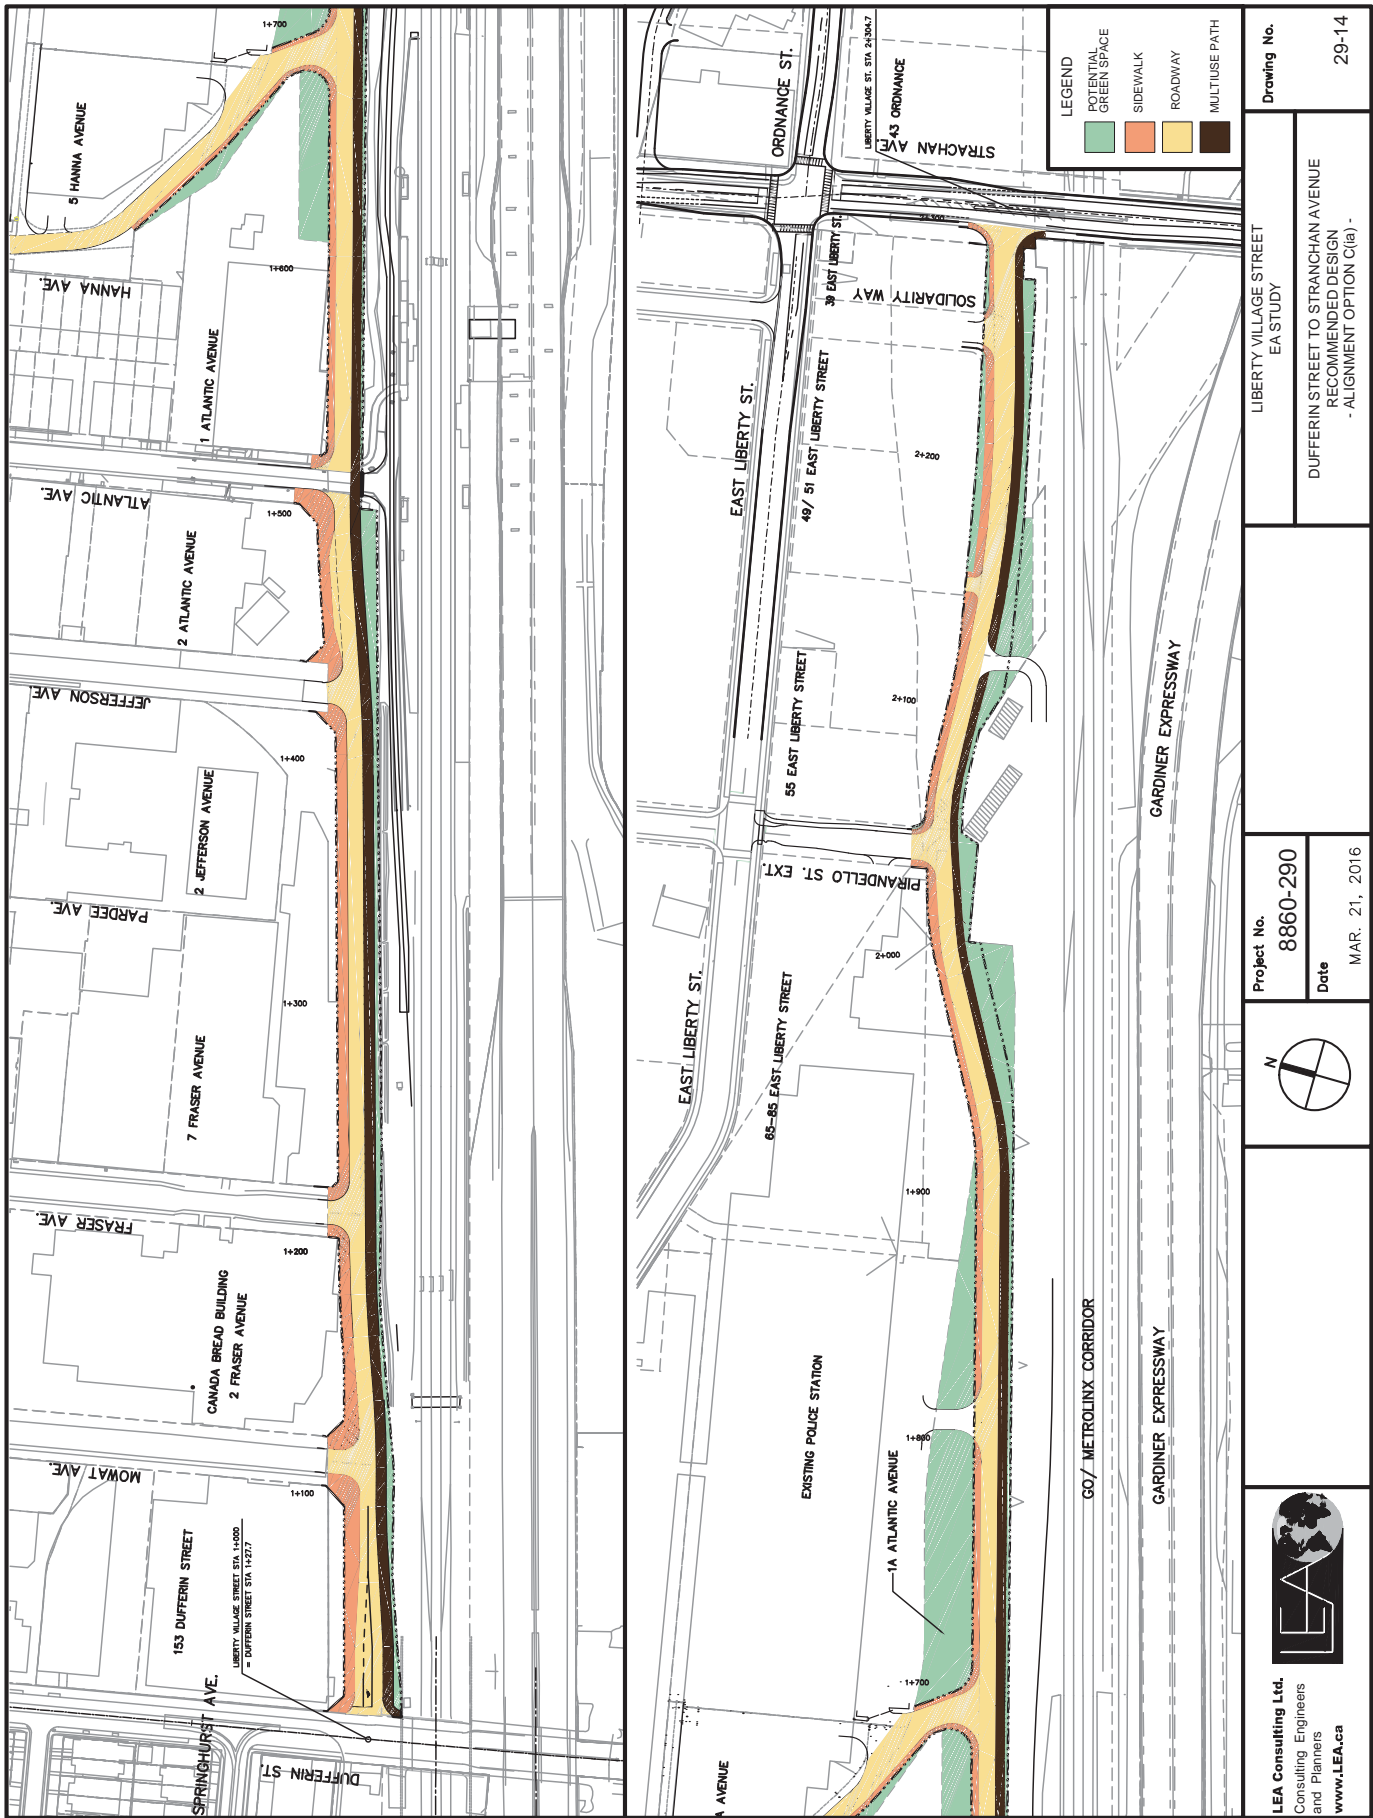 1+700
5 HANNA AVENUE
HANNA AVE.
1+600
1 ATLANTIC AVENUE
ATLANTIC AVE.
1+500
2 ATLANTIC AVENUE
JEFFERSON AVE.
1+400
2 JEFFERSON AVENUE
PARDEE AVE.
1+300
7 FRASER AVENUE
FRASER AVE.
1+200
CANADA BREAD BUILDING
2 FRASER AVENUE
MOWAT AVE.
1+100
153 DUFFERIN STREET
LIBERTY VILLAGE STREET STA 1+000
= DUFFERIN STREET STA 1+27.7
SPRINGHURST AVE.
DUFFERIN ST.
ORDNANCE ST.
LIBERTY VILLAGE ST. STA 2+304.7
43 ORDNANCE
STRACHAN AVE.
2+300
39 EAST LIBERTY ST.
SOLIDARITY WAY
EAST LIBERTY ST.
49/ 51 EAST LIBERTY STREET
2+200
55 EAST LIBERTY STREET
2+100
PIRANDELLO ST. EXT.
2+000
EAST LIBERTY ST.
65-85 EAST LIBERTY STREET
1+900
EXISTING POLICE STATION
1+800
1A ATLANTIC AVENUE
1+700
A AVENUE
GARDINER EXPRESSWAY
GO/ METROLINX CORRIDOR
GARDINER EXPRESSWAY
LEGEND
POTENTIAL
GREEN SPACE
SIDEWALK
ROADWAY
MULTIUSE PATH
LEA Consulting Ltd.
Consulting Engineers
and Planners
www.LEA.ca
LEA
N
Project No.
8860-290
Date
MAR. 21, 2016
LIBERTY VILLAGE STREET
EA STUDY
DUFFERIN STREET TO STRANCHAN AVENUE
RECOMMENDED DESIGN
- ALIGNMENT OPTION C(ia) -
Drawing No.
29-14